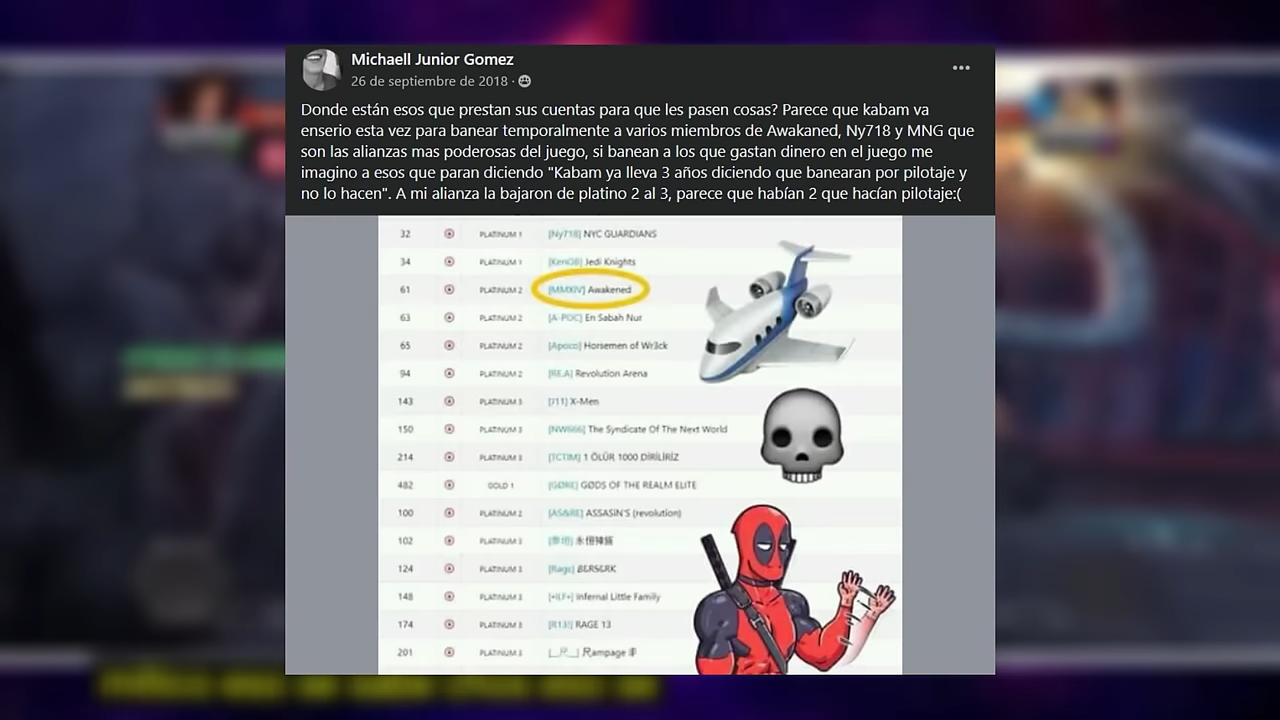 Michaell Junior Gomez
26 de septiembre de 2018 ·
Donde están esos que prestan sus cuentas para que les pasen cosas? Parece que kabam va
enserio esta vez para banear temporalmente a varios miembros de Awakaned, Ny718 y MNG que
son las alianzas mas poderosas del juego, si banean a los que gastan dinero en el juego me
imagino a esos que paran diciendo "Kabam ya lleva 3 años diciendo que banearan por pilotaje y
no lo hacen". A mi alianza la bajaron de platino 2 al 3, parece que habían 2 que hacían pilotaje:(
32 PLATINUM 1 [Ny718] NYC GUARDIANS
34 PLATINUM 1 [KenOB] Jedi Knights
61 PLATINUM 2 [MMXIV] Awakened
63 PLATINUM 2 [A-POC] En Sabah Nur
65 PLATINUM 2 [Apoco] Horsemen of Wr3ck
94 PLATINUM 2 [RE.A] Revolution Arena
143 PLATINUM 3 [J11] X-Men
150 PLATINUM 3 [NW666] The Syndicate Of The Next World
214 PLATINUM 3 [TCTIM] 1 ÖLÜR 1000 DİRİLİRİZ
482 GOLD 1 [GØRE] GØDS OF THE REALM ELITE
100 PLATINUM 2 [AS&RE] ASSASIN'S (revolution)
102 PLATINUM 3
124 PLATINUM 3 [Rage] BERSERK
148 PLATINUM 3 [+ILF+] Infernal Little Family
174 PLATINUM 3 [R13!] RAGE 13
201 PLATINUM 3